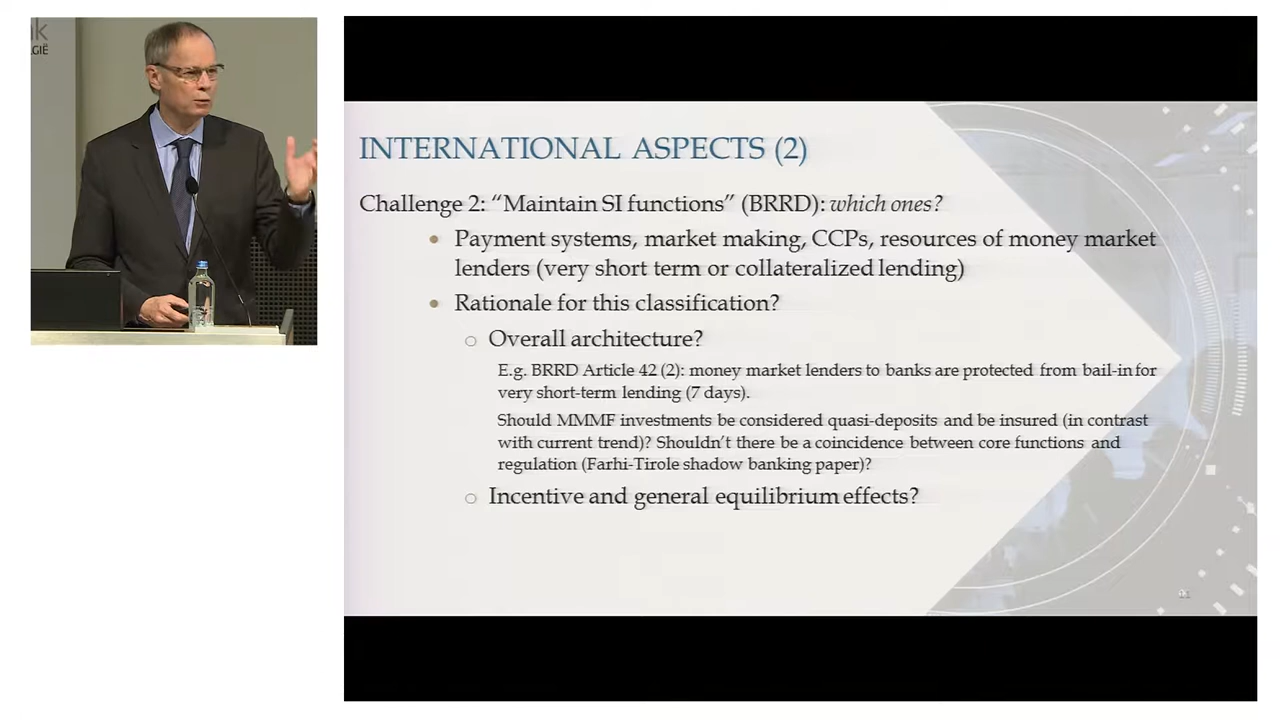 GIË
INTERNATIONAL ASPECTS (2)
Challenge 2: “Maintain SI functions” (BRRD): which ones?
• Payment systems, market making, CCPs, resources of money market
lenders (very short term or collateralized lending)
• Rationale for this classification?
○ Overall architecture?
E.g. BRRD Article 42 (2): money market lenders to banks are protected from bail-in for
very short-term lending (7 days).
Should MMMF investments be considered quasi-deposits and be insured (in contrast
with current trend)? Shouldn’t there be a coincidence between core functions and
regulation (Farhi-Tirole shadow banking paper)?
○ Incentive and general equilibrium effects?